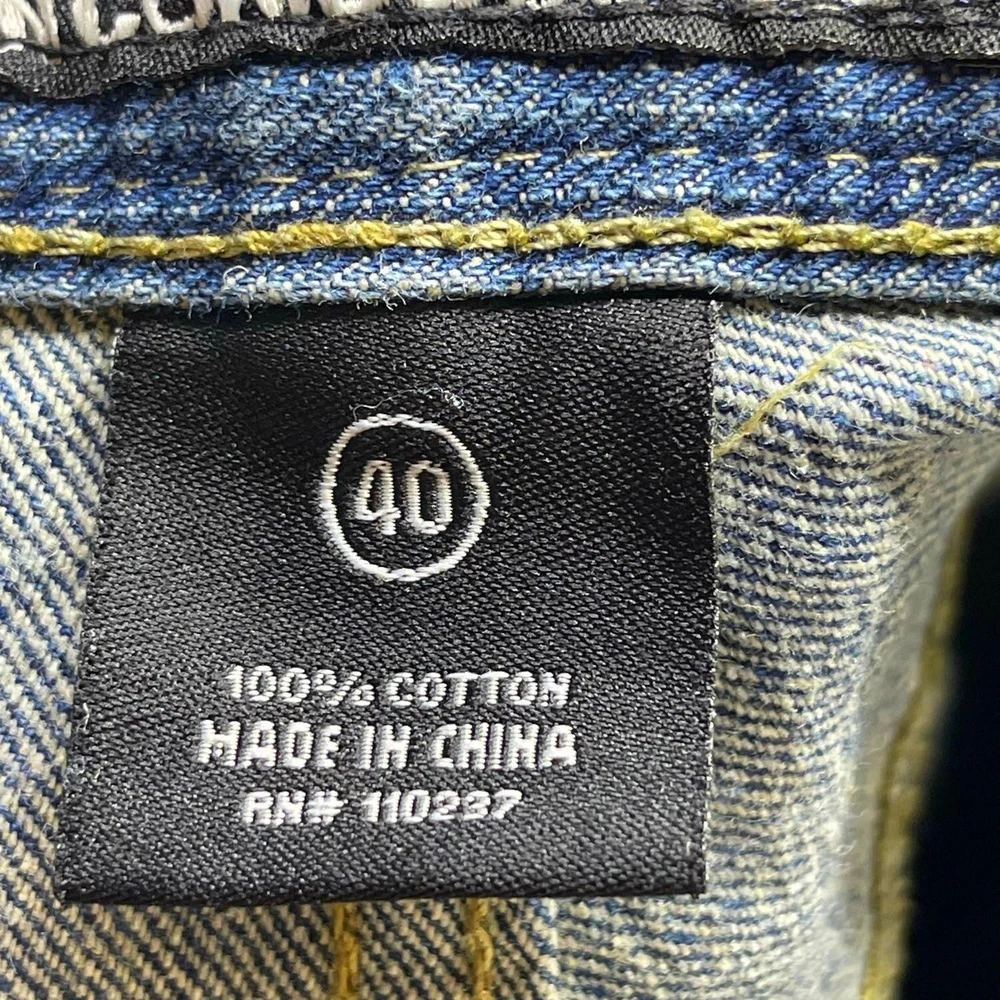 40
100% COTTON
MADE IN CHINA
RN# 110237